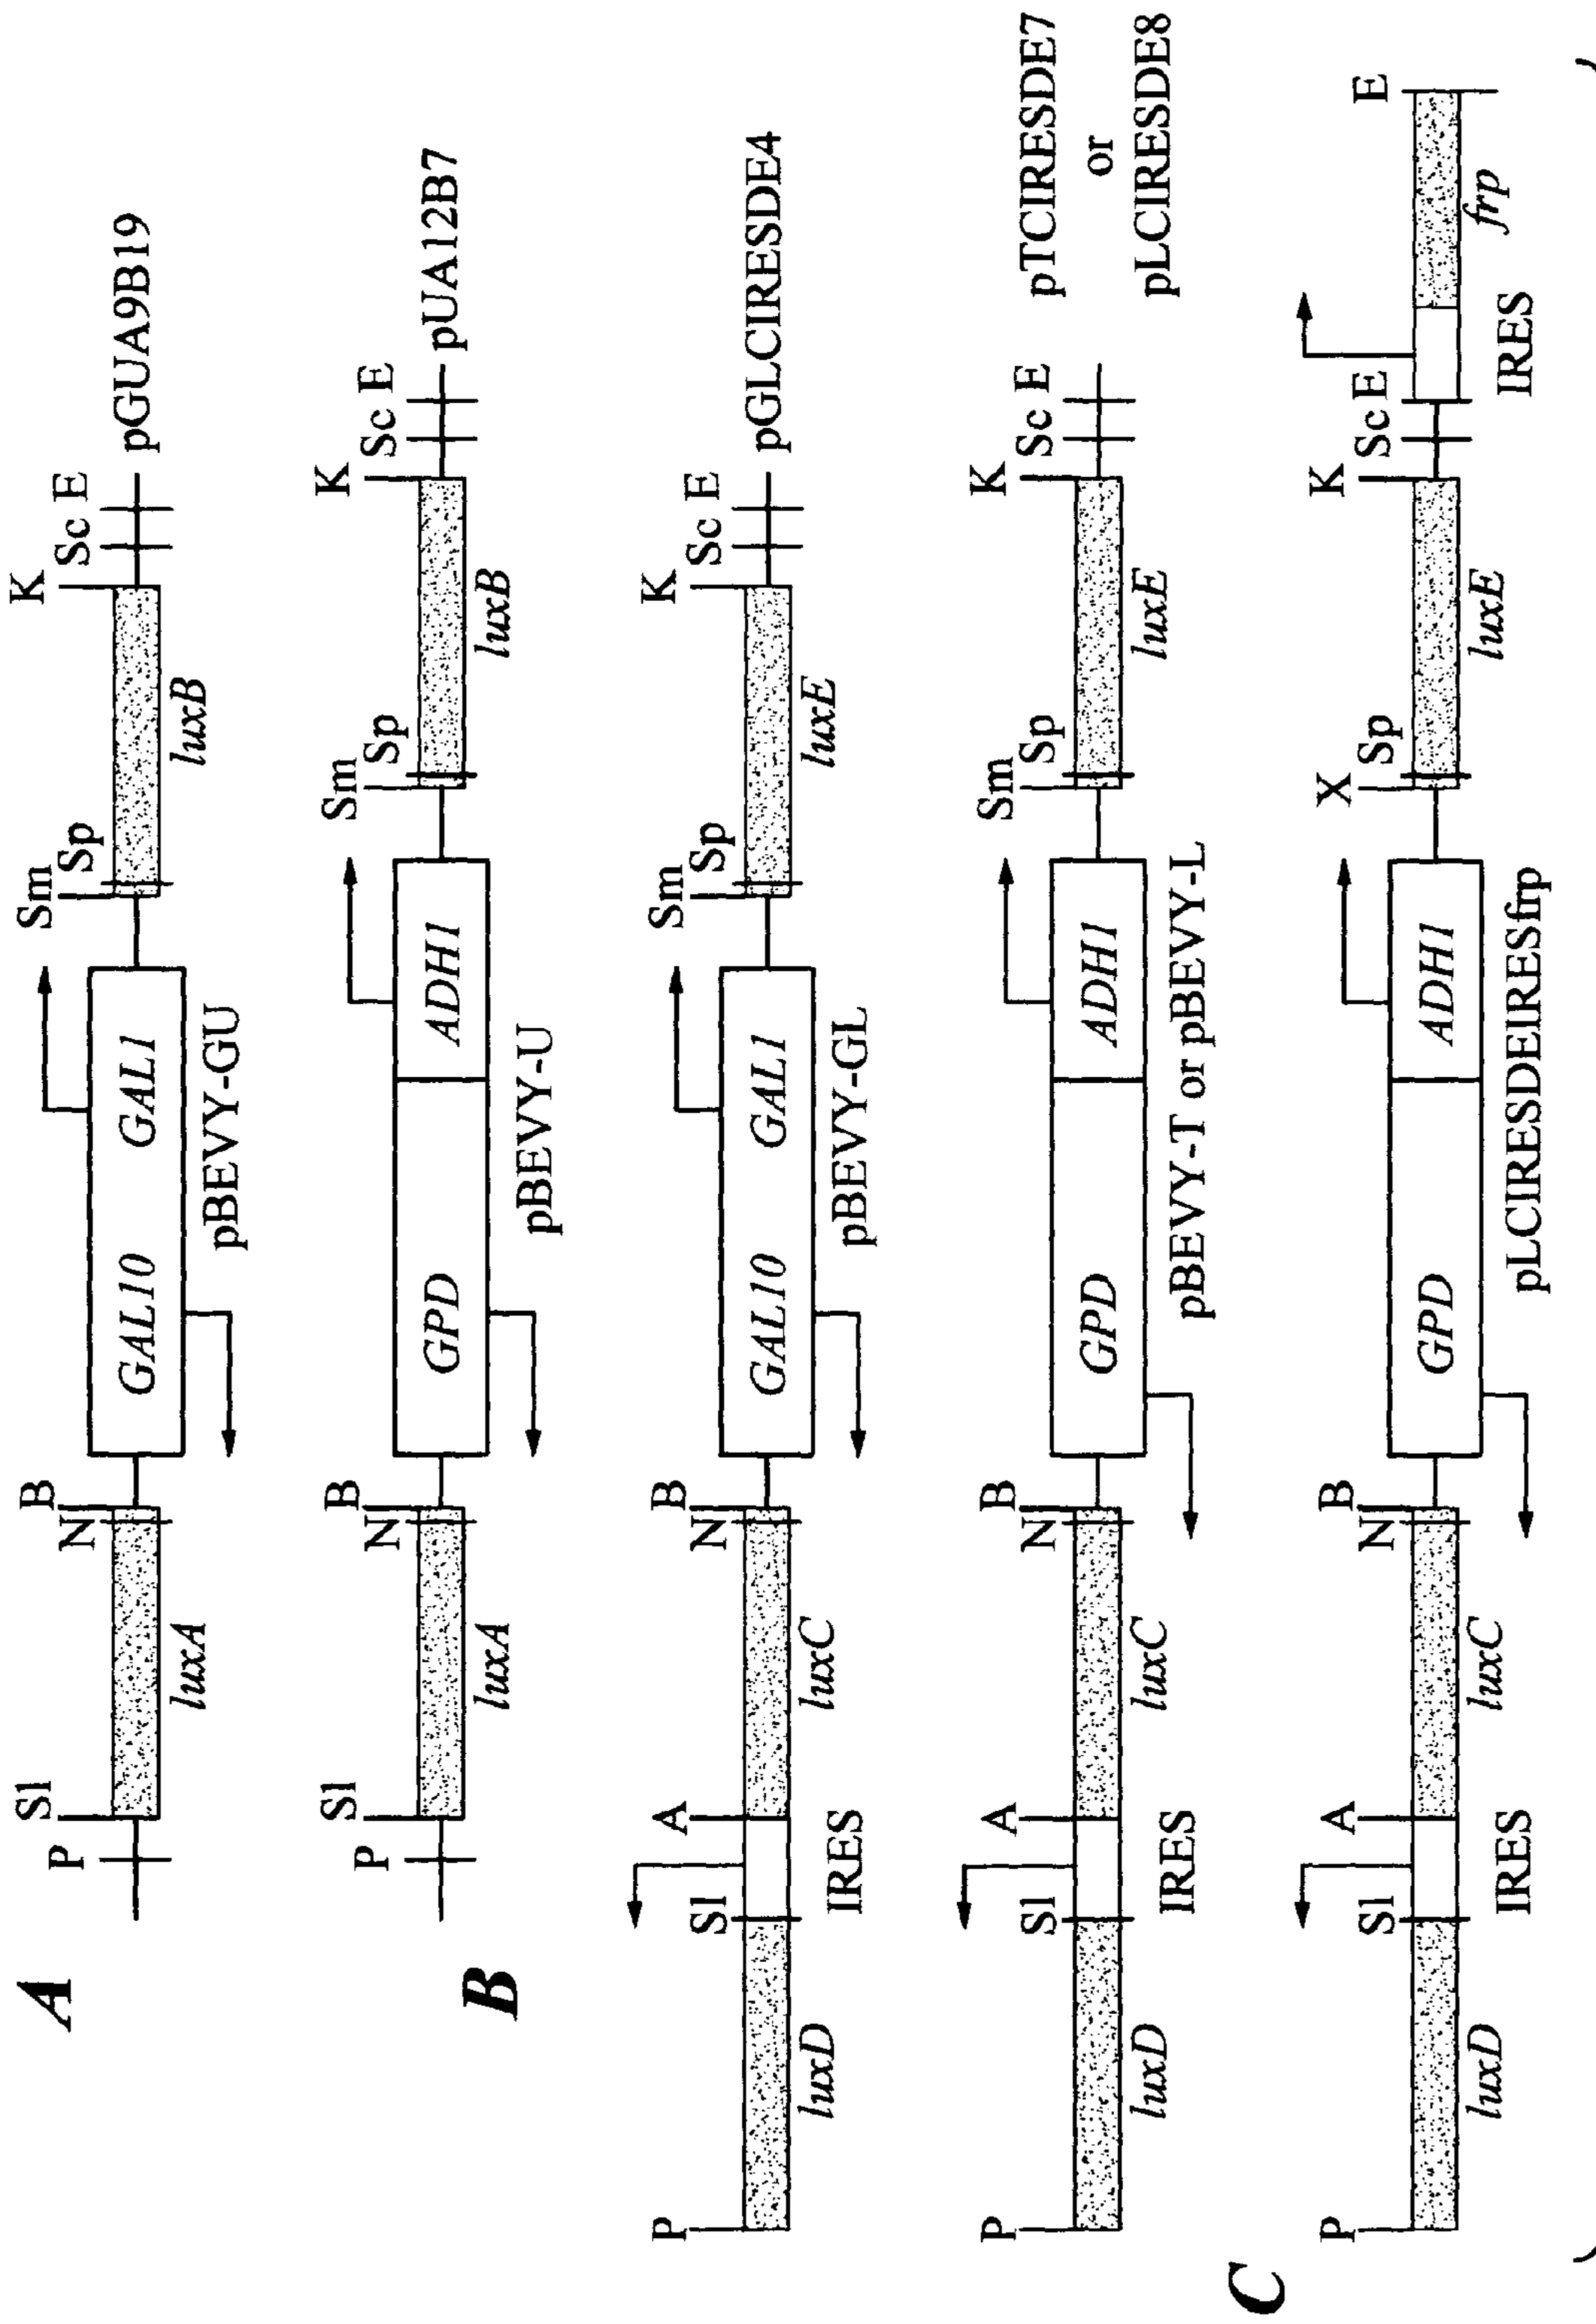 A
P Sl N B Sm Sp K Sc E
GAL10 GAL1
pGUA9B19
luxA luxB
pBEVY-GU
P Sl N B Sm Sp K Sc E
GPD ADH1
pUA12B7
luxA luxB
pBEVY-U
B
P Sl A N B Sm Sp K Sc E
GAL10 GAL1
pGLCIRESDE4
luxD IRES luxC luxE
pBEVY-GL
P Sl A N B Sm Sp K Sc E
GPD ADH1
pTCIRESDE7
or
pLCIRESDE8
luxD IRES luxC luxE
pBEVY-T or pBEVY-L
C
P Sl A N B X Sp K Sc E E
GPD ADH1
luxD IRES luxC luxE IRES frp
pLCIRESDEIRESfrp